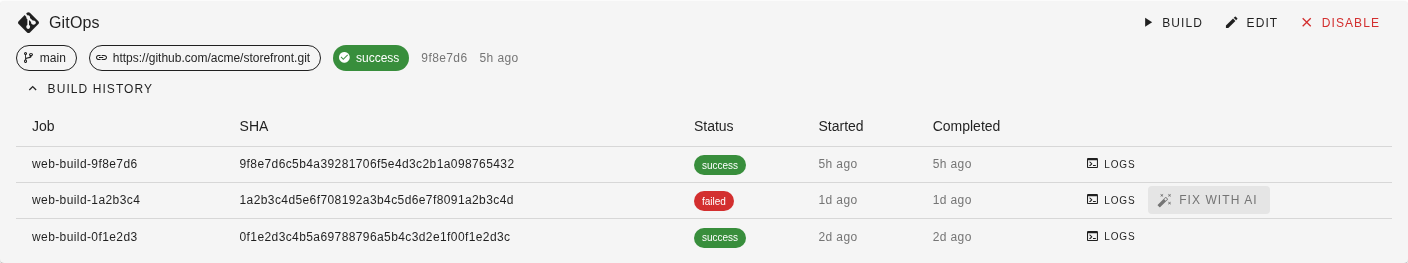 GitOps BUILD EDIT DISABLE
main https://github.com/acme/storefront.git success 9f8e7d6 5h ago
BUILD HISTORY
Job SHA Status Started Completed
web-build-9f8e7d6 9f8e7d6c5b4a39281706f5e4d3c2b1a098765432 success 5h ago 5h ago LOGS
web-build-1a2b3c4 1a2b3c4d5e6f708192a3b4c5d6e7f8091a2b3c4d failed 1d ago 1d ago LOGS FIX WITH AI
web-build-0f1e2d3 0f1e2d3c4b5a69788796a5b4c3d2e1f00f1e2d3c success 2d ago 2d ago LOGS